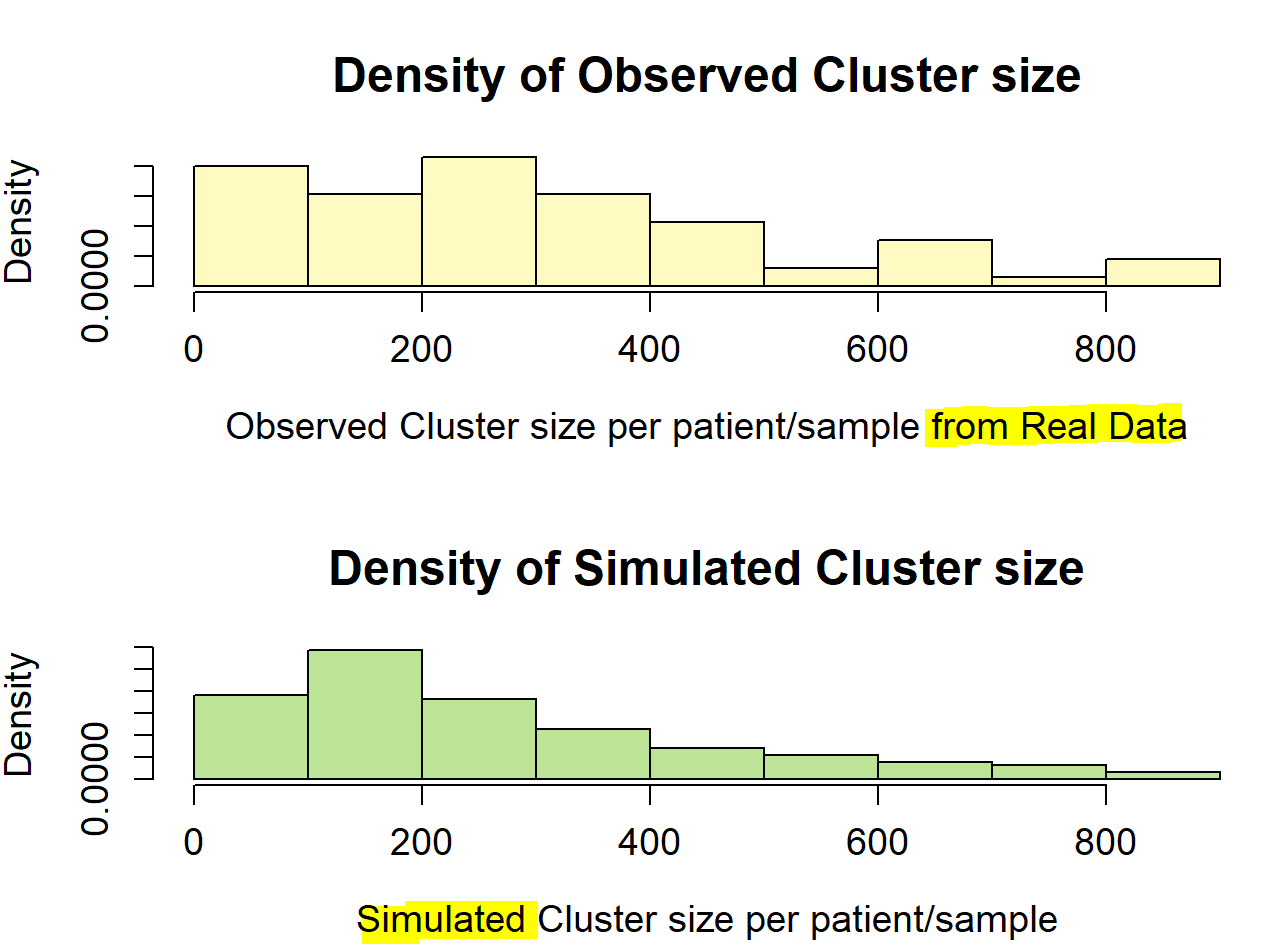 Density of Observed Cluster size
Density
0.0000
0 200 400 600 800
Observed Cluster size per patient/sample from Real Data
Density of Simulated Cluster size
Density
0.0000
0 200 400 600 800
Simulated Cluster size per patient/sample